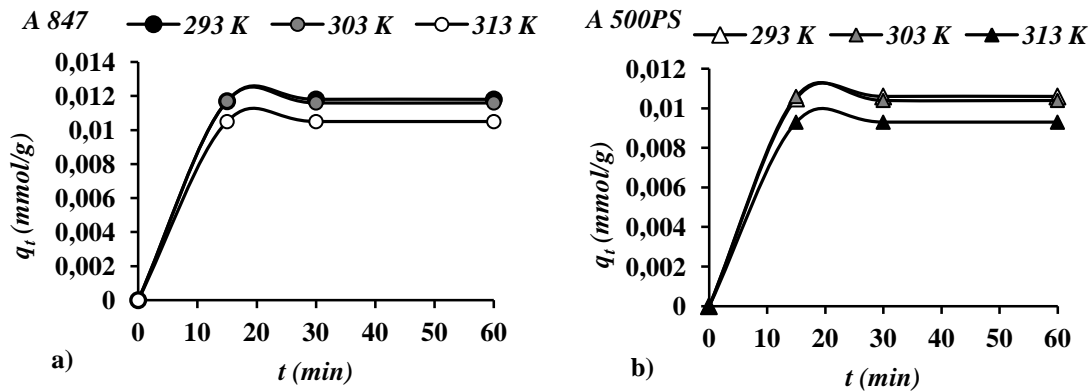 A 847
293 K 303 K 313 K
0,014
0,012
0,01
0,008
0,006
0,004
0,002
0
qt (mmol/g)
0 10 20 30 40 50 60
t (min)
a)
A 500PS
293 K 303 K 313 K
0,012
0,01
0,008
0,006
0,004
0,002
0
qt (mmol/g)
0 10 20 30 40 50 60
t (min)
b)